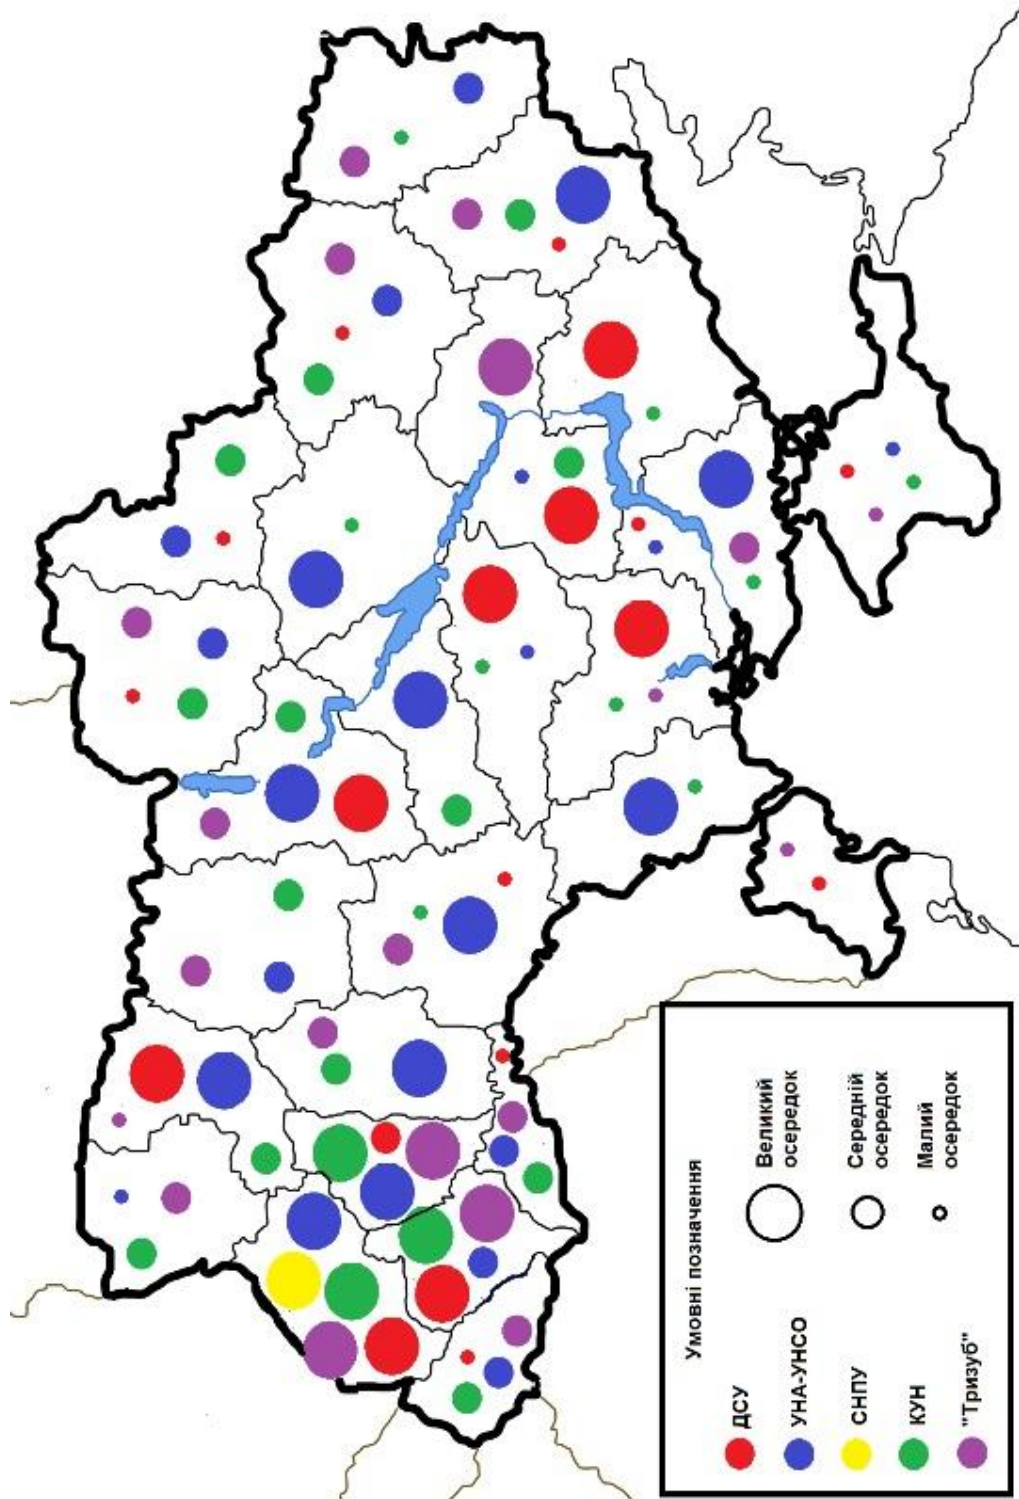 Умовні позначення
ДСУ
УНА-УНСО
СНПУ
КУН
"Тризуб"
Великий
осередок
Середній
осередок
Малий
осередок